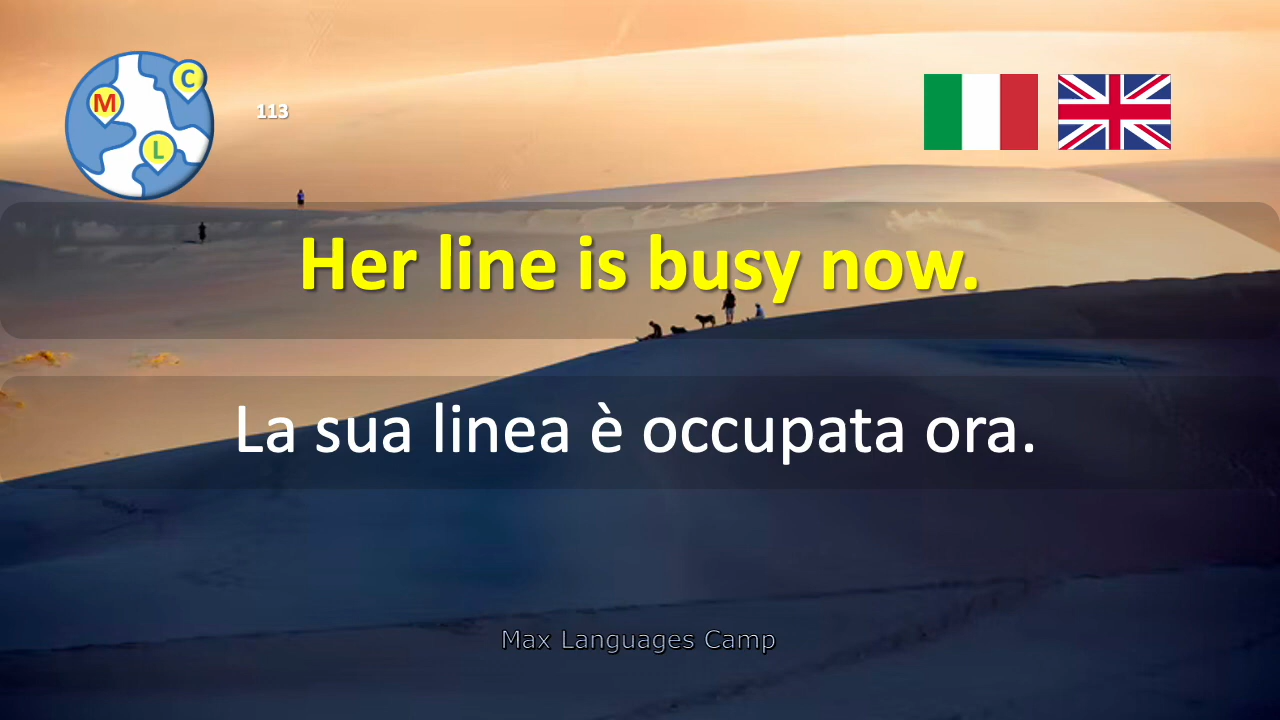 M
C
L
113
Her line is busy now.
La sua linea è occupata ora.
Max Languages Camp